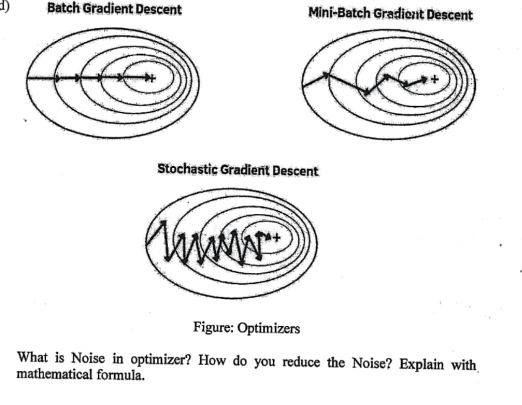 d)
Batch Gradient Descent
Mini-Batch Gradient Descent
+
+
Stochastic Gradient Descent
+
Figure: Optimizers
What is Noise in optimizer? How do you reduce the Noise? Explain with
mathematical formula.